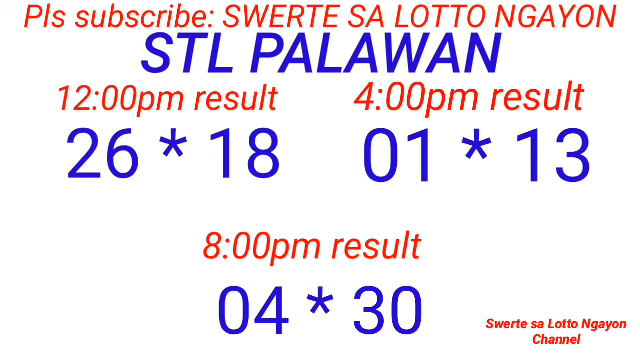 Pls subscribe: SWERTE SA LOTTO NGAYON
STL PALAWAN
12:00pm result
26 * 18
4:00pm result
01 * 13
8:00pm result
04 * 30
Swerte sa Lotto Ngayon
Channel